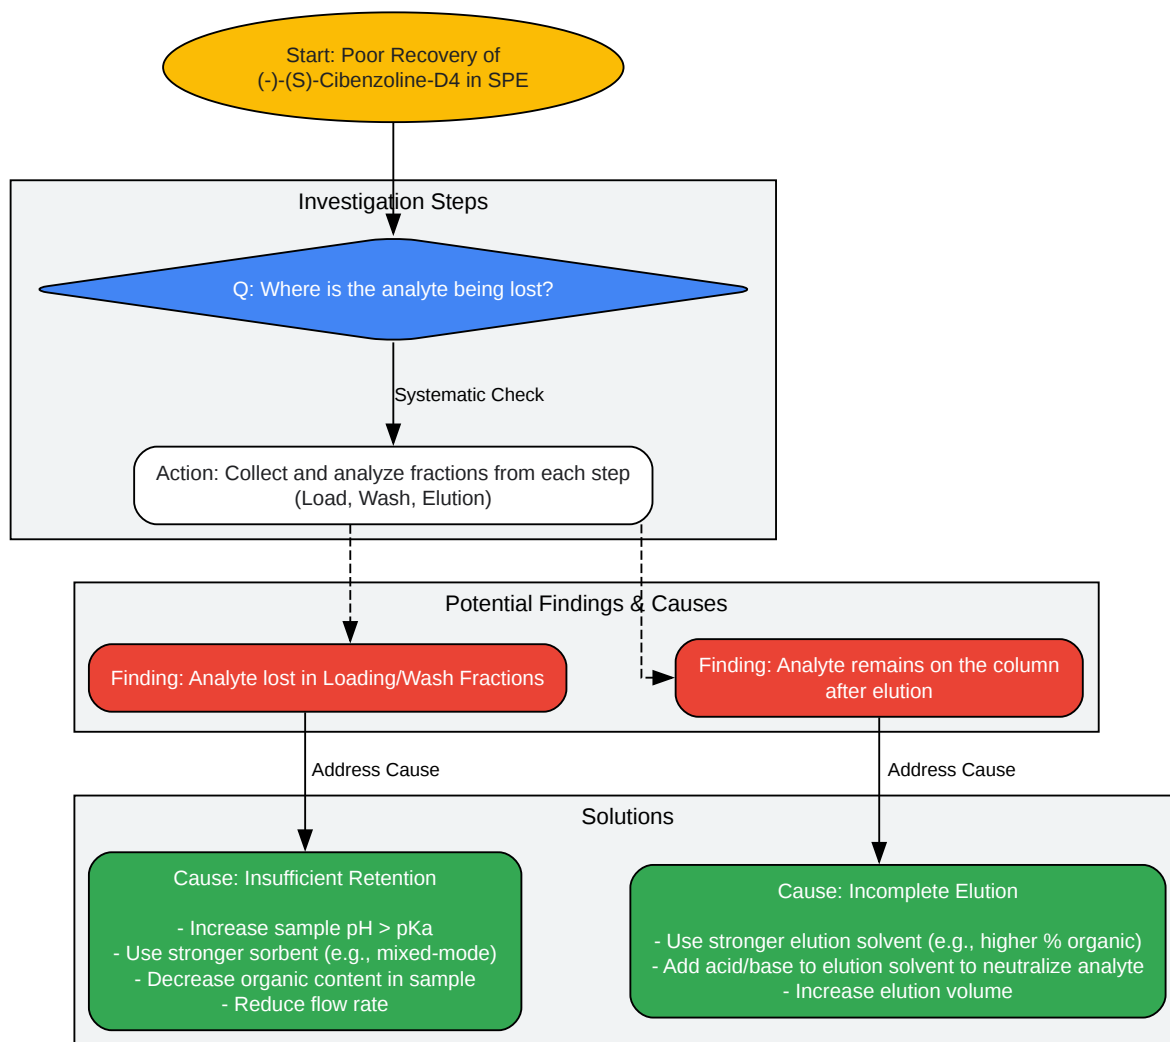 Start: Poor Recovery of
(-)-(S)-Cibenzoline-D4 in SPE
Investigation Steps
Q: Where is the analyte being lost?
Systematic Check
Action: Collect and analyze fractions from each step
(Load, Wash, Elution)
Potential Findings & Causes
Finding: Analyte lost in Loading/Wash Fractions
Finding: Analyte remains on the column
after elution
Address Cause
Address Cause
Solutions
Cause: Insufficient Retention
- Increase sample pH > pKa
- Use stronger sorbent (e.g., mixed-mode)
- Decrease organic content in sample
- Reduce flow rate
Cause: Incomplete Elution
- Use stronger elution solvent (e.g., higher % organic)
- Add acid/base to elution solvent to neutralize analyte
- Increase elution volume